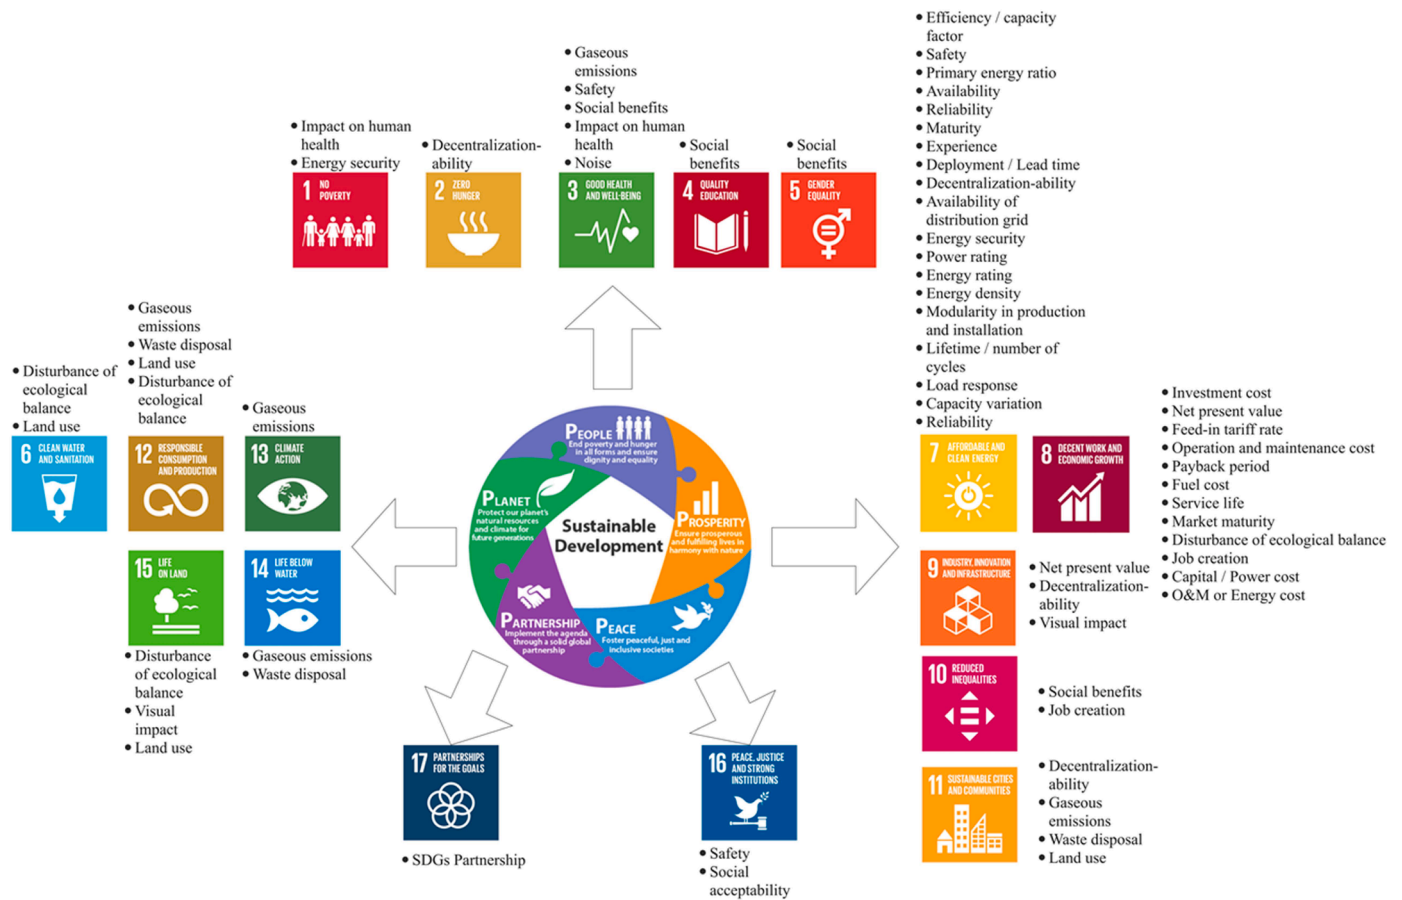 • Impact on human
health
• Energy security
1 NO
POVERTY
• Decentralization-
ability
2 ZERO
HUNGER
• Gaseous
emissions
• Safety
• Social benefits
• Impact on human
health
• Noise
3 GOOD HEALTH
AND WELL-BEING
• Social
benefits
4 QUALITY
EDUCATION
• Social
benefits
5 GENDER
EQUALITY
• Efficiency / capacity
factor
• Safety
• Primary energy ratio
• Availability
• Reliability
• Maturity
• Experience
• Deployment / Lead time
• Decentralization-ability
• Availability of
distribution grid
• Energy security
• Power rating
• Energy rating
• Energy density
• Modularity in production
and installation
• Lifetime / number of
cycles
• Load response
• Capacity variation
• Reliability
7 AFFORDABLE AND
CLEAN ENERGY
8 DECENT WORK AND
ECONOMIC GROWTH
• Investment cost
• Net present value
• Feed-in tariff rate
• Operation and maintenance cost
• Payback period
• Fuel cost
• Service life
• Market maturity
• Disturbance of ecological balance
• Job creation
• Capital / Power cost
• O&M or Energy cost
9 INDUSTRY, INNOVATION
AND INFRASTRUCTURE
• Net present value
• Decentralization-
ability
• Visual impact
10 REDUCED
INEQUALITIES
• Social benefits
• Job creation
11 SUSTAINABLE CITIES
AND COMMUNITIES
• Decentralization-
ability
• Gaseous
emissions
• Waste disposal
• Land use
• Disturbance of
ecological
balance
• Land use
6 CLEAN WATER
AND SANITATION
• Gaseous
emissions
• Waste disposal
• Land use
• Disturbance of
ecological
balance
12 RESPONSIBLE
CONSUMPTION
AND PRODUCTION
• Gaseous
emissions
13 CLIMATE
ACTION
15 LIFE
ON LAND
• Disturbance
of ecological
balance
• Visual
impact
• Land use
14 LIFE BELOW
WATER
• Gaseous emissions
• Waste disposal
PEOPLE
End poverty and hunger
in all forms and ensure
dignity and equality
PLANET
Protect our planet's
natural resources
and climate for
future generations
PROSPERITY
Ensure prosperous
and fulfilling lives in
harmony with nature
Sustainable
Development
PARTNERSHIP
Implement the agenda
through a solid global
partnership
PEACE
Foster peaceful, just and
inclusive societies
17 PARTNERSHIPS
FOR THE GOALS
• SDGs Partnership
16 PEACE, JUSTICE
AND STRONG
INSTITUTIONS
• Safety
• Social
acceptability